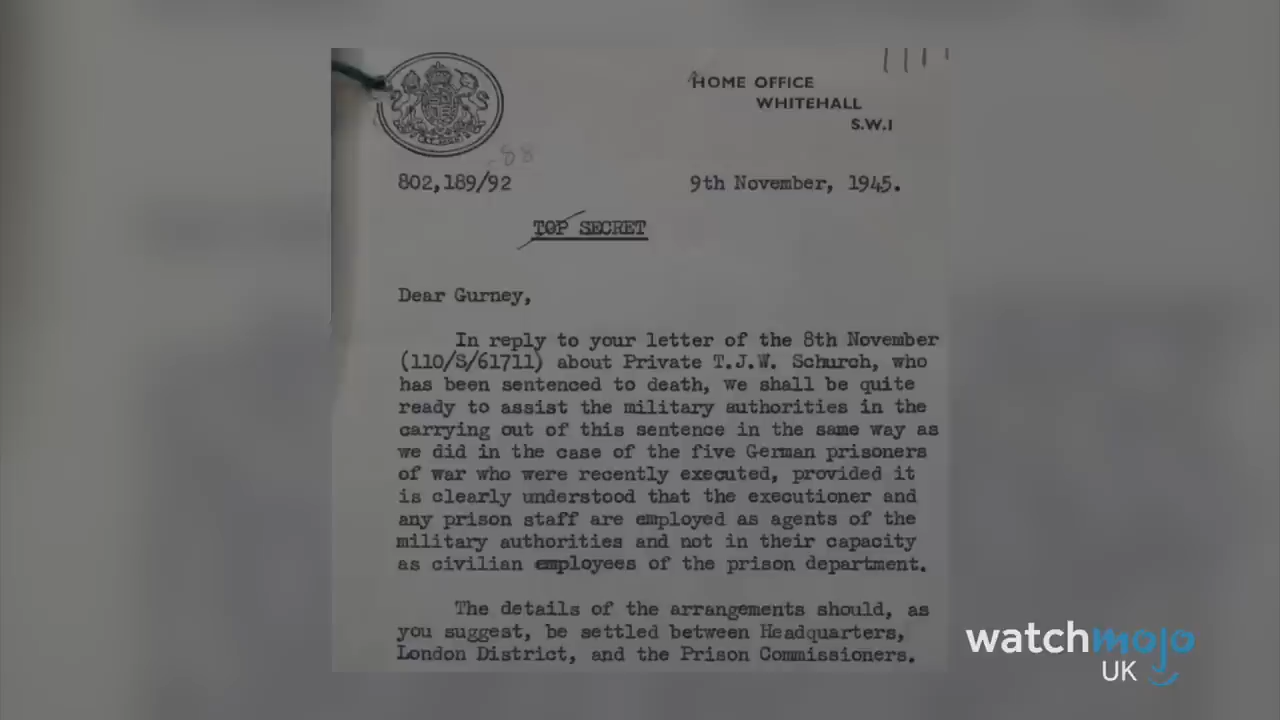 HOME OFFICE
WHITEHALL
S.W.1
88
802,189/92
9th November, 1945.
TOP SECRET
Dear Gurney,
In reply to your letter of the 8th November
(110/S/61711) about Private T.J.W. Schurch, who
has been sentenced to death, we shall be quite
ready to assist the military authorities in the
carrying out of this sentence in the same way as
we did in the case of the five German prisoners
of war who were recently executed, provided it
is clearly understood that the executioner and
any prison staff are employed as agents of the
military authorities and not in their capacity
as civilian employees of the prison department.
The details of the arrangements should, as
you suggest, be settled between Headquarters,
London District, and the Prison Commissioners.
watchmojo
UK